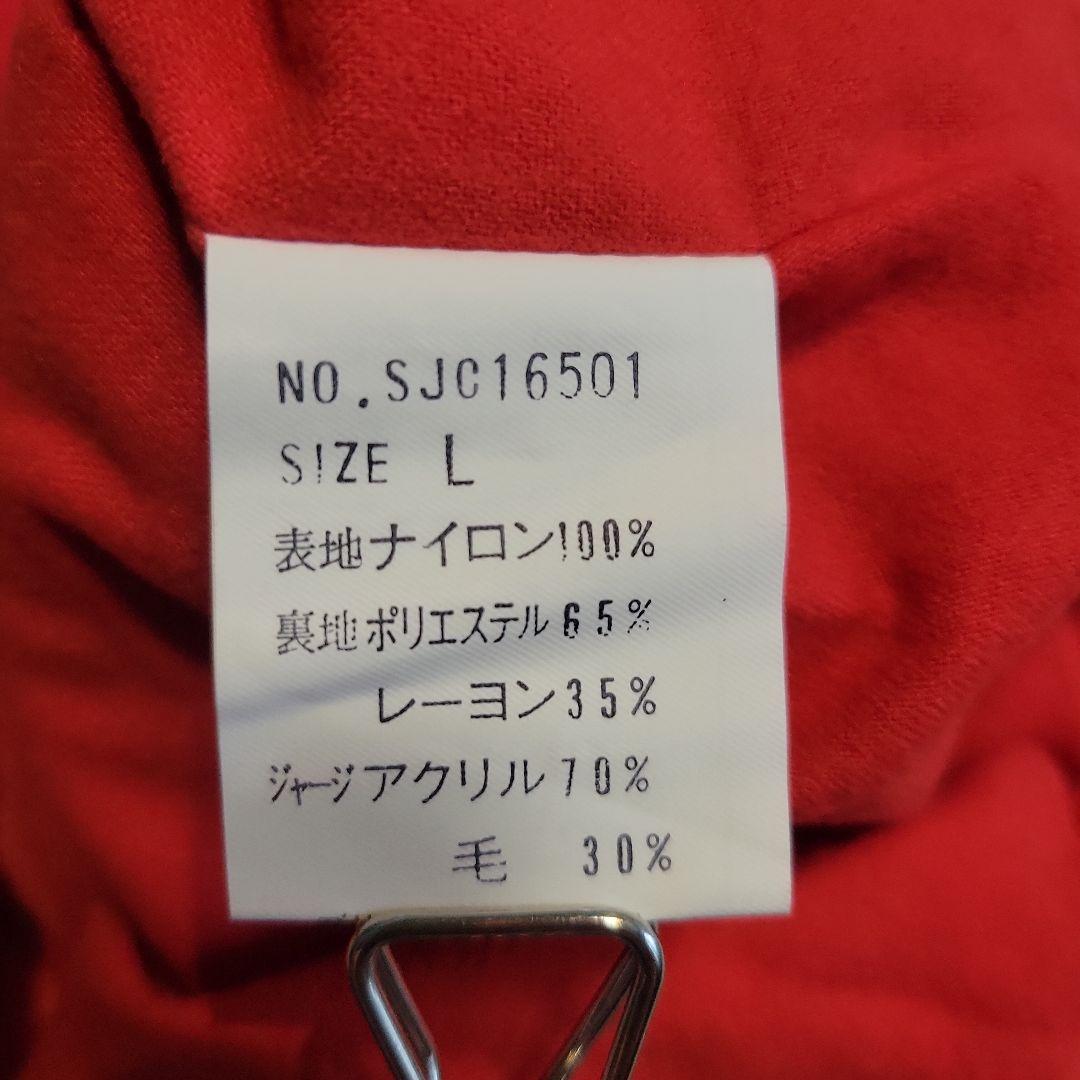 NO.SJC16501
SIZE L
表地ナイロン100%
裏地ポリエステル65%
レーヨン35%
ジャージアクリル70%
毛 30%